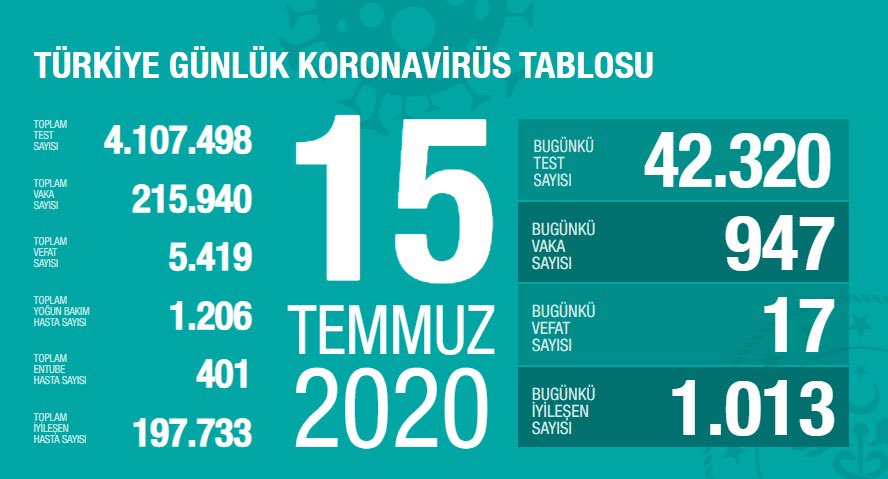 TÜRKİYE GÜNLÜK KORONAVİRÜS TABLOSU
TOPLAM
TEST
SAYISI
4.107.498
TOPLAM
VAKA
SAYISI
215.940
TOPLAM
VEFAT
SAYISI
5.419
TOPLAM
YOĞUN BAKIM
HASTA SAYISI
1.206
TOPLAM
ENTUBE
HASTA SAYISI
401
TOPLAM
İYİLEŞEN
HASTA SAYISI
197.733
15
TEMMUZ
2020
BUGÜNKÜ
TEST
SAYISI
42.320
BUGÜNKÜ
VAKA
SAYISI
947
BUGÜNKÜ
VEFAT
SAYISI
17
BUGÜNKÜ
İYİLEŞEN
SAYISI
1.013